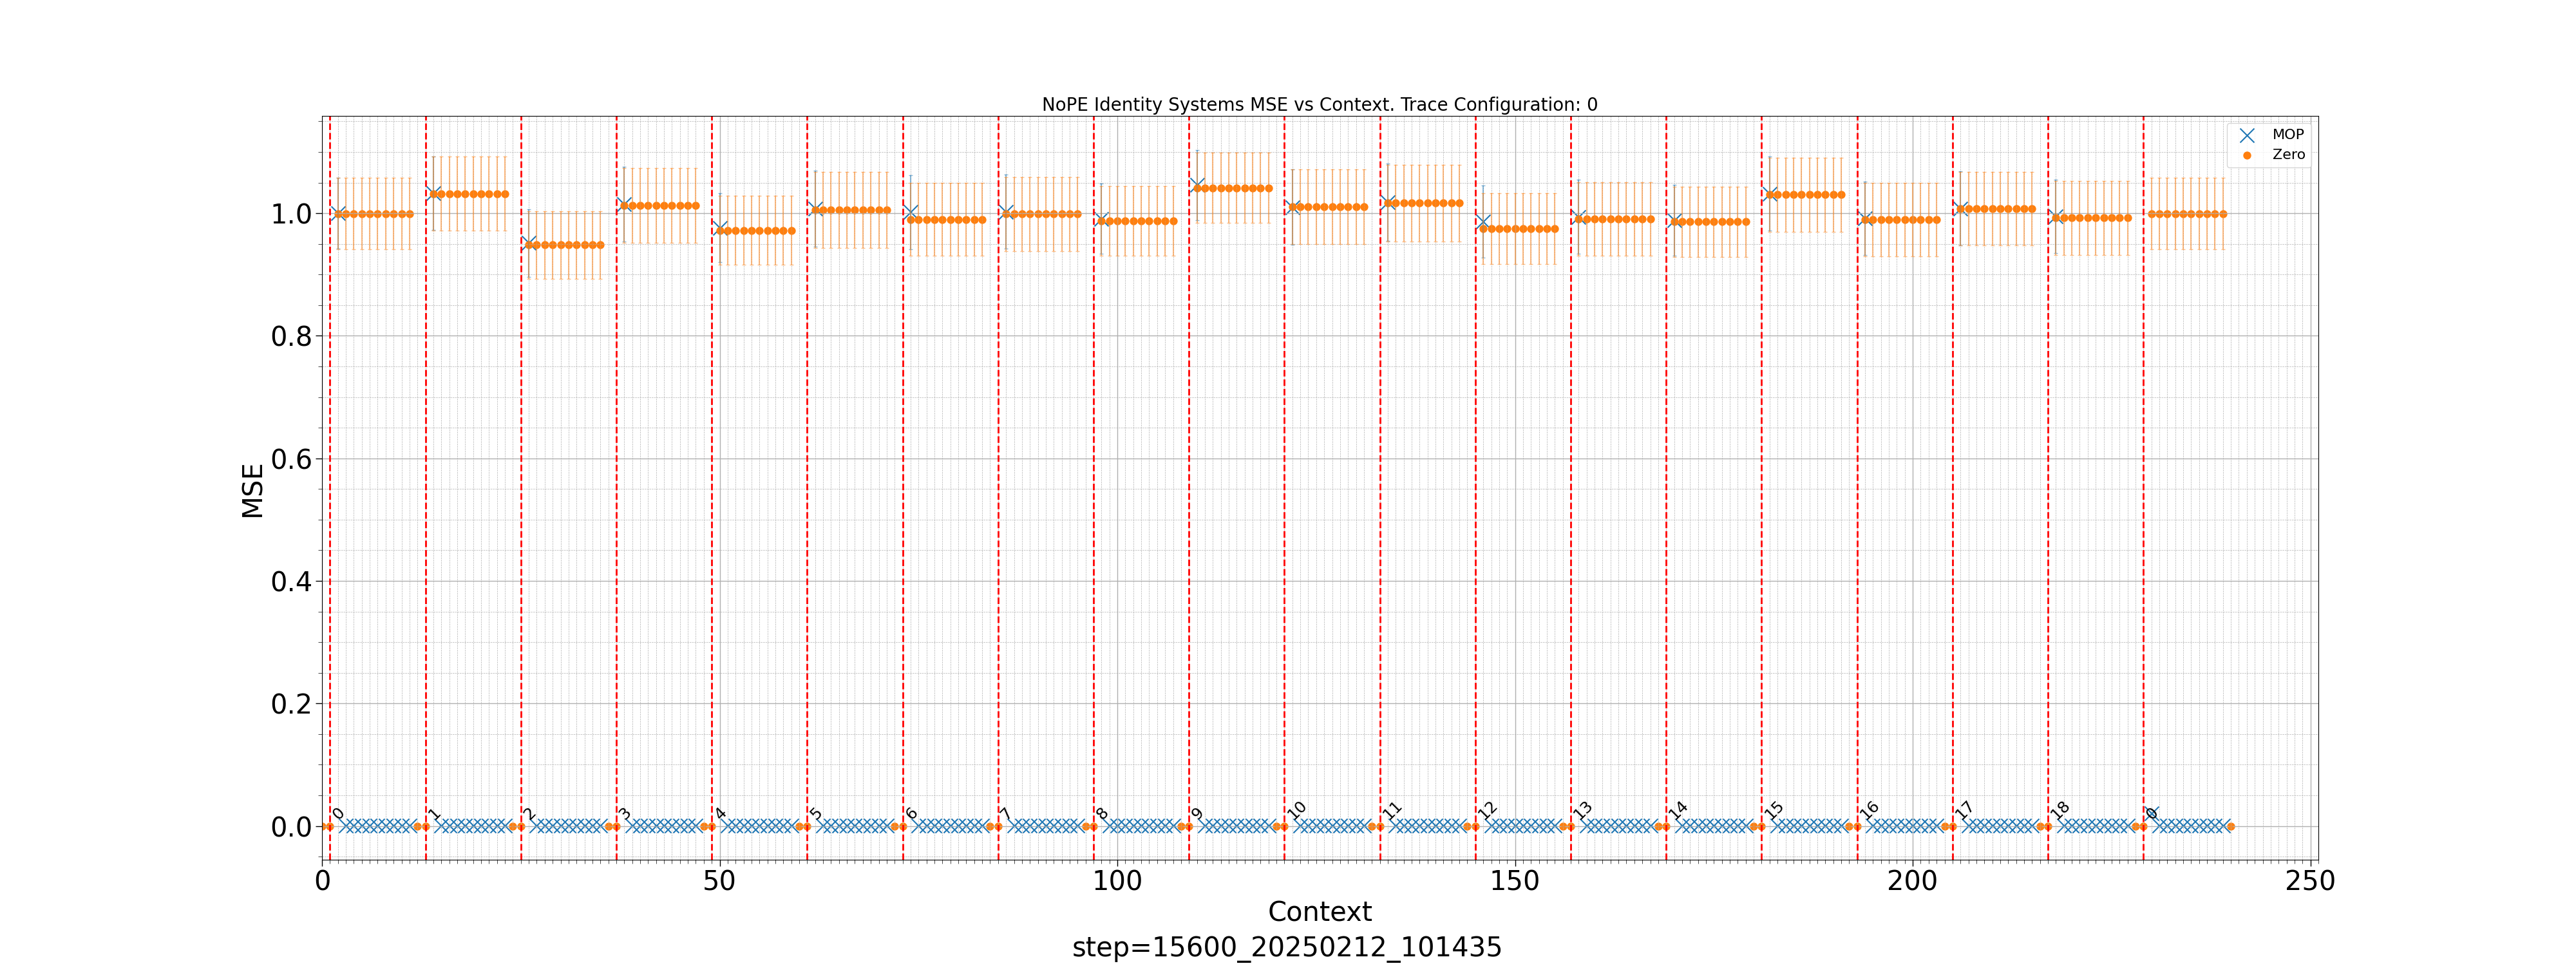 NoPE Identity Systems MSE vs Context. Trace Configuration: 0
MOP
Zero
1.0
0.8
0.6
0.4
0.2
0.0
MSE
0 1 2 3 4 5 6 7 8 9 10 11 12 13 14 15 16 17 18 0
0 50 100 150 200 250
Context
step=15600_20250212_101435